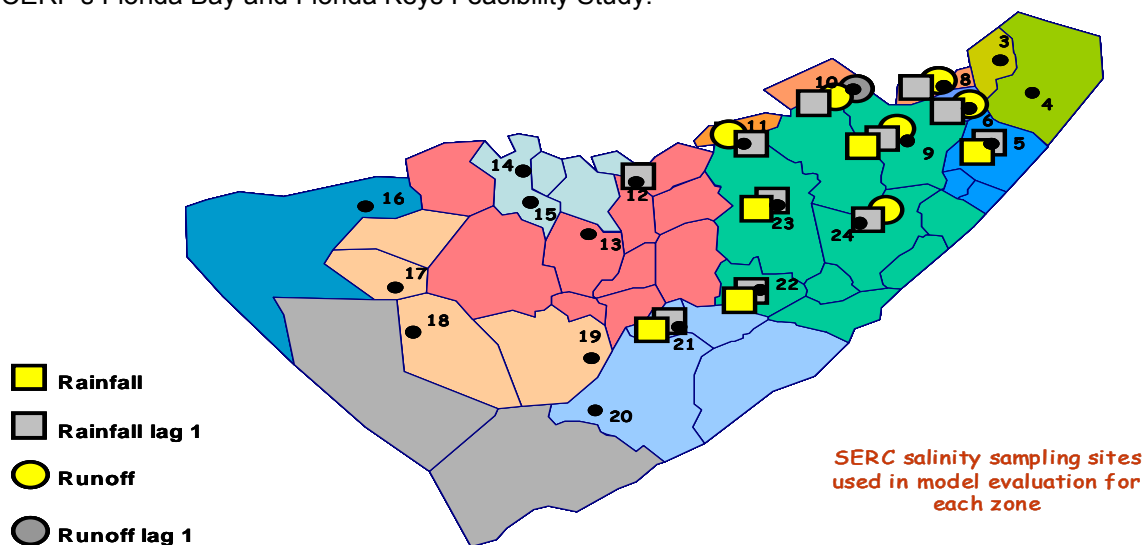 CERP's Florida Bay and Florida Keys Feasibility Study.
3
10
8
4
6
11
5
9
14
12
16
15
23
13
24
17
22
18
19
21
20
Rainfall
Rainfall lag 1
Runoff
Runoff lag 1
SERC salinity sampling sites
used in model evaluation for
each zone